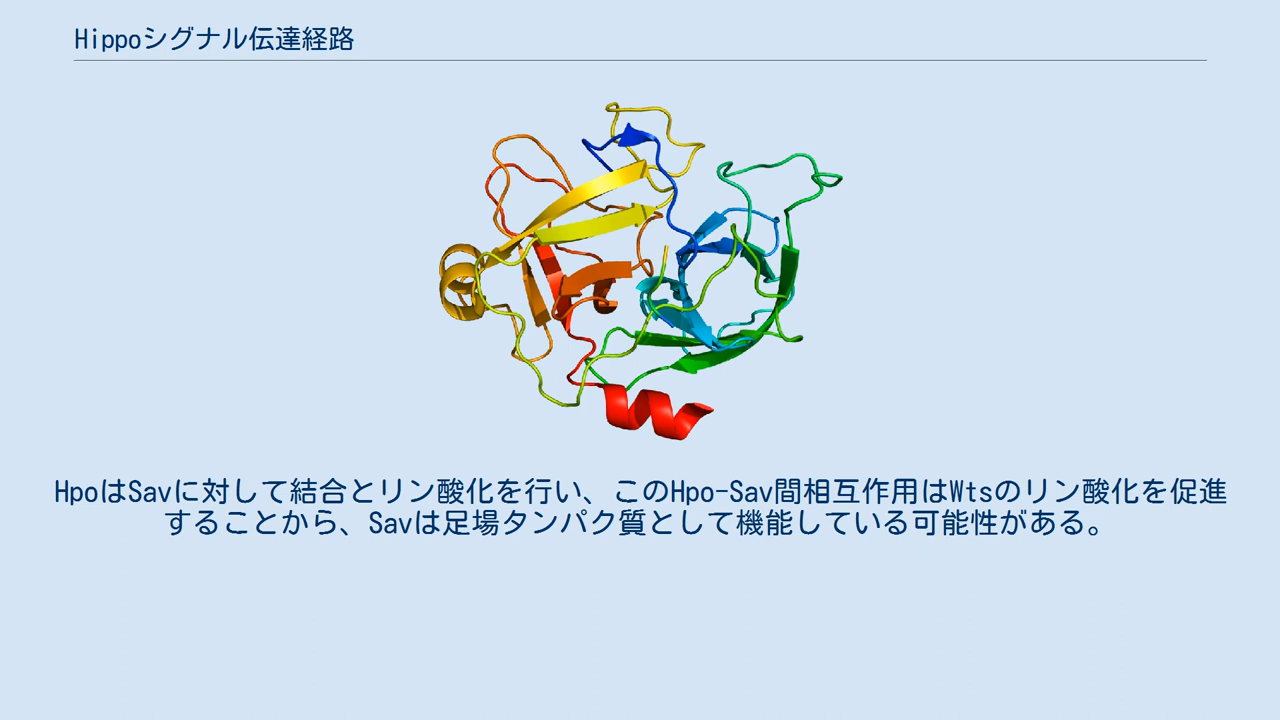 Hippoシグナル伝達経路
HpoはSavに対して結合とリン酸化を行い、このHpo-Sav間相互作用はWtsのリン酸化を促進
することから、Savは足場タンパク質として機能している可能性がある。